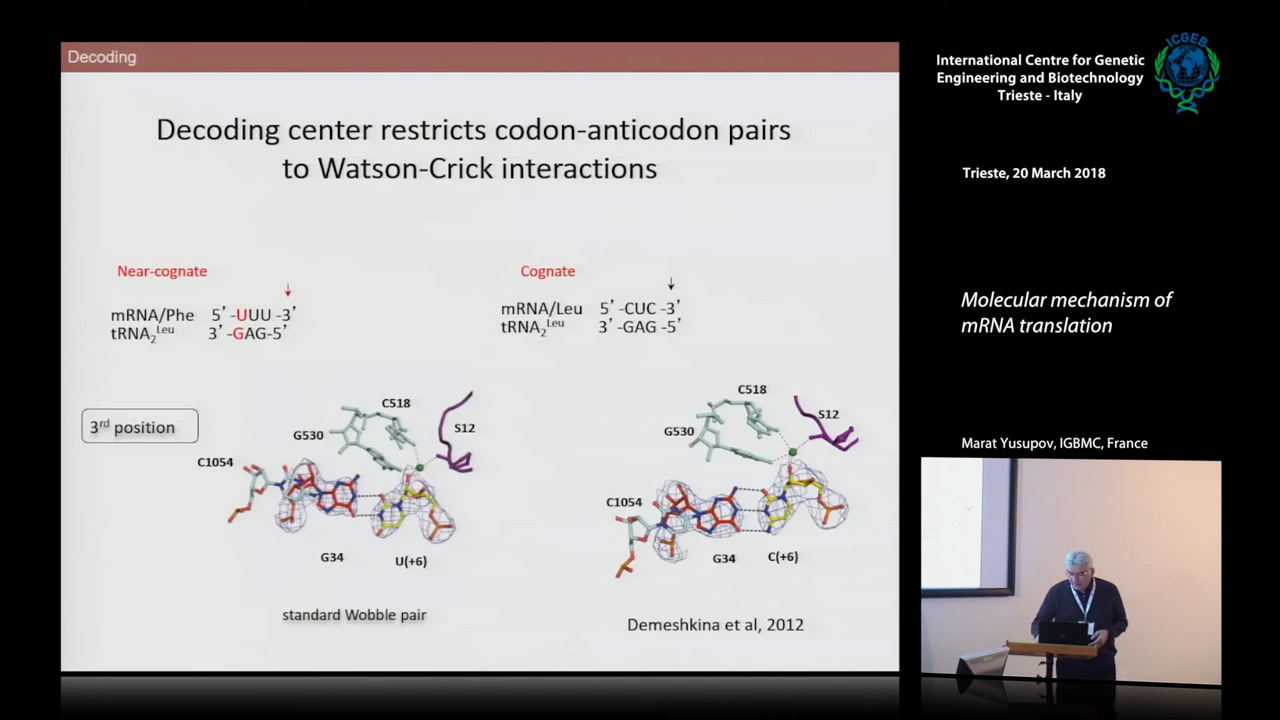 Decoding
Decoding center restricts codon-anticodon pairs
to Watson-Crick interactions
Near-cognate
mRNA/Phe 5’ -UUU -3’
tRNA2Leu 3’ -GAG-5’
Cognate
mRNA/Leu 5’ -CUC -3’
tRNA2Leu 3’ -GAG -5’
3rd position
C518
G530
S12
C1054
G34
U(+6)
standard Wobble pair
C518
G530
S12
C1054
G34
C(+6)
Demeshkina et al, 2012
International Centre for Genetic
Engineering and Biotechnology
Trieste - Italy
ICGEB
Trieste, 20 March 2018
Molecular mechanism of
mRNA translation
Marat Yusupov, IGBMC, France